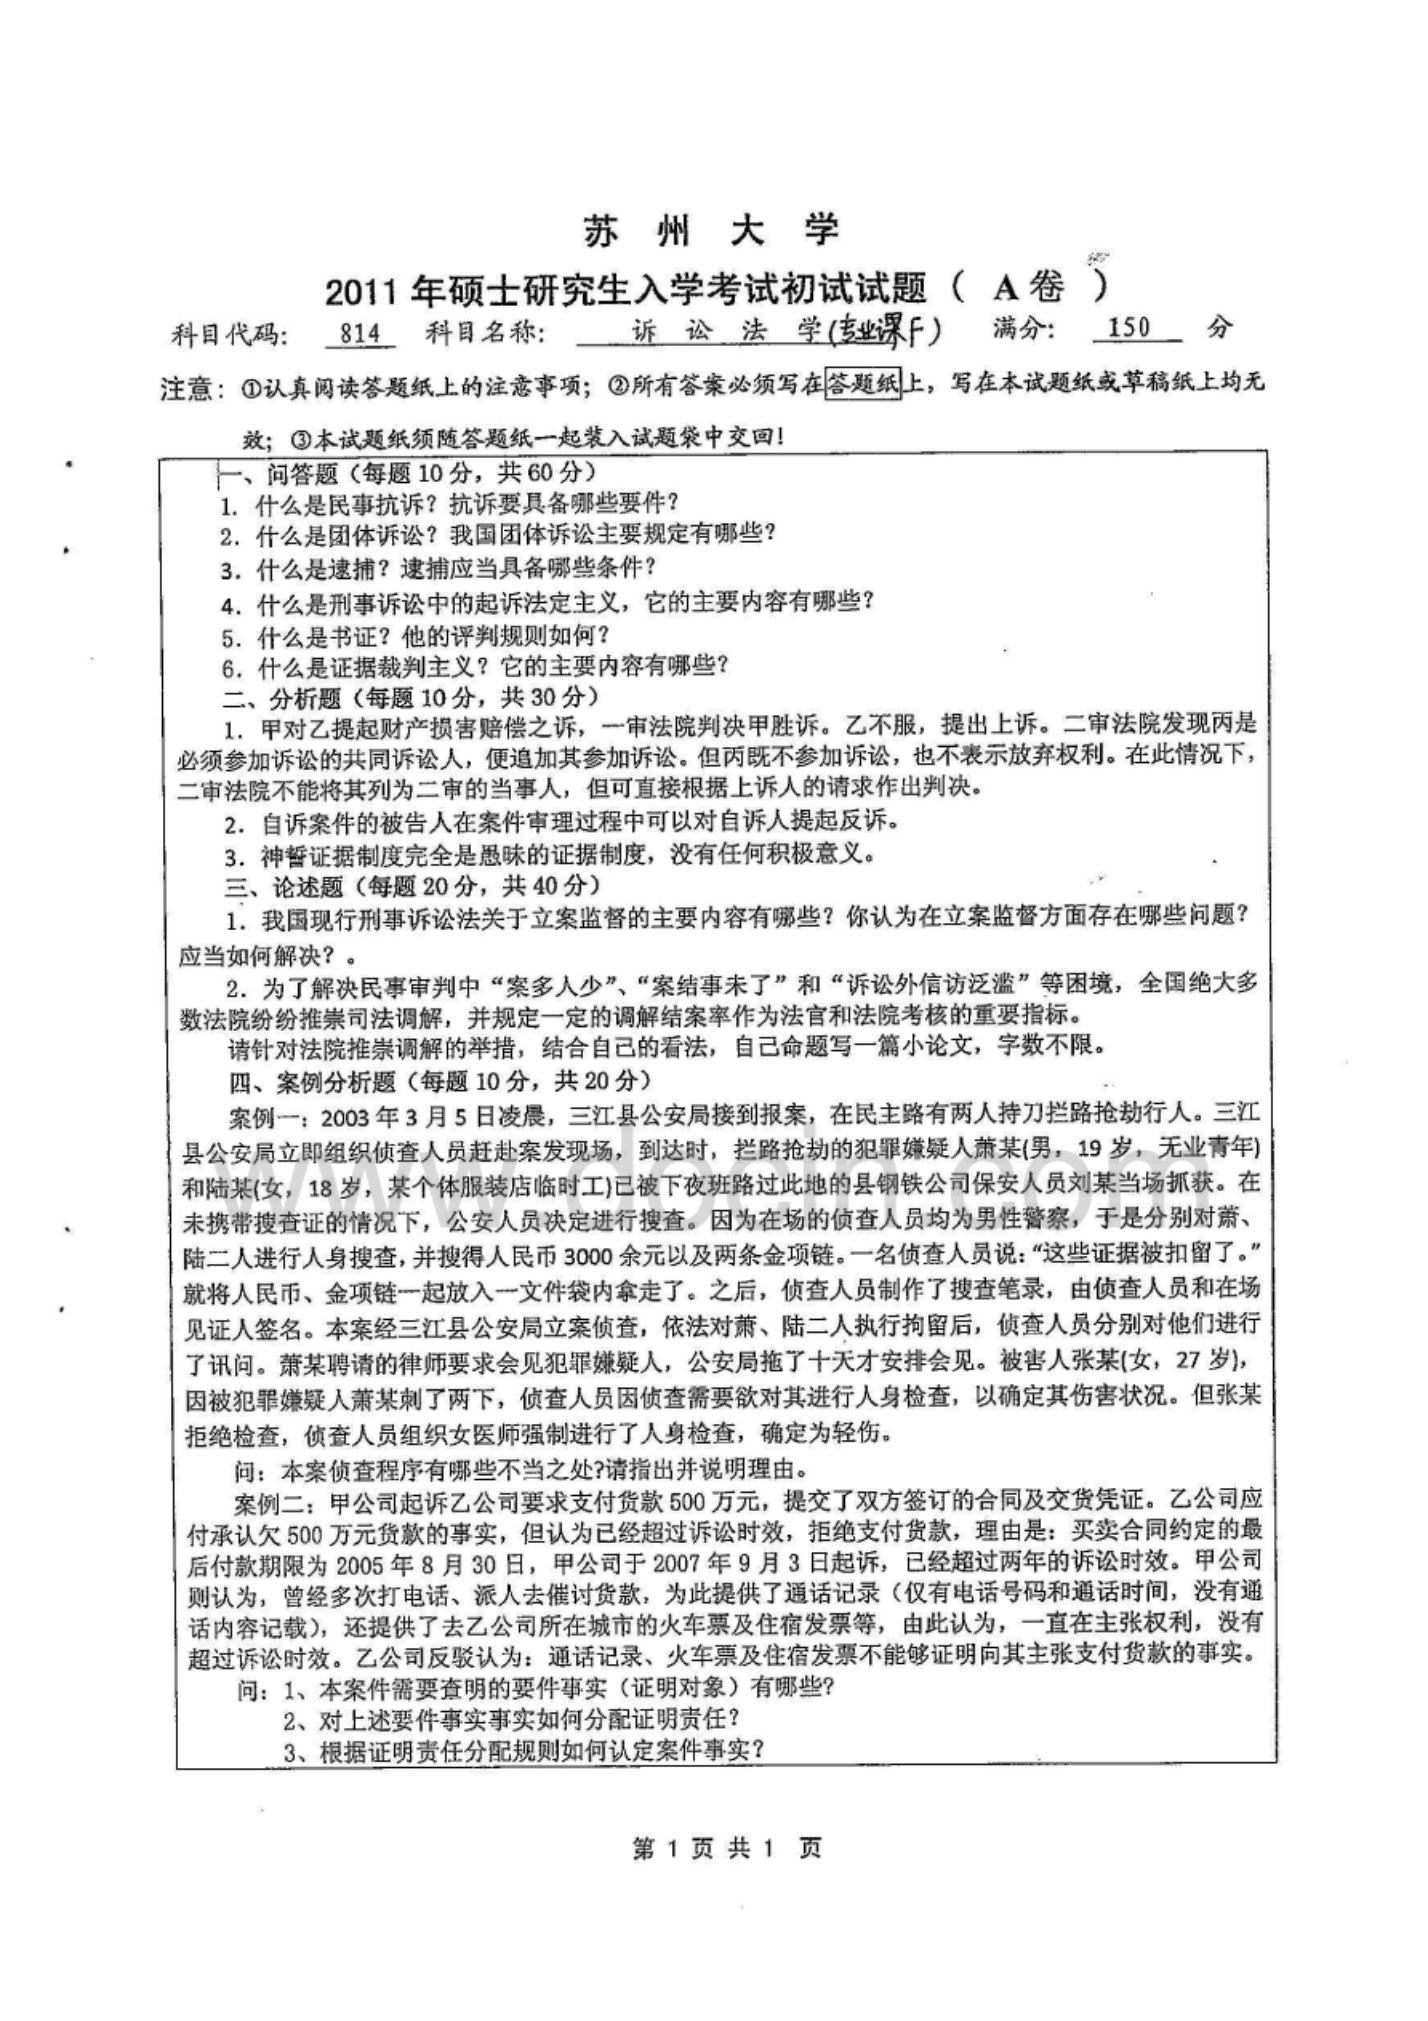 苏 州 大 学
2011 年硕士研究生入学考试初试试题（ A 卷 ）
科目代码： 814 科目名称： 诉 讼 法 学(专业课F) 满分： 150 分
注意：①认真阅读答题纸上的注意事项；②所有答案必须写在答题纸上，写在本试题纸或草稿纸上均无
效；③本试题纸须随答题纸一起装入试题袋中交回！
一、问答题（每题 10 分，共 60 分）
1. 什么是民事抗诉？抗诉要具备哪些要件？
2．什么是团体诉讼？我国团体诉讼主要规定有哪些？
3．什么是逮捕？逮捕应当具备哪些条件？
4．什么是刑事诉讼中的起诉法定主义，它的主要内容有哪些？
5．什么是书证？他的评判规则如何？
6．什么是证据裁判主义？它的主要内容有哪些？
二、分析题（每题 10 分，共 30 分）
1．甲对乙提起财产损害赔偿之诉，一审法院判决甲胜诉。乙不服，提出上诉。二审法院发现丙是
必须参加诉讼的共同诉讼人，便追加其参加诉讼。但丙既不参加诉讼，也不表示放弃权利。在此情况下，
二审法院不能将其列为二审的当事人，但可直接根据上诉人的请求作出判决。
2．自诉案件的被告人在案件审理过程中可以对自诉人提起反诉。
3．神誓证据制度完全是愚昧的证据制度，没有任何积极意义。
三、论述题（每题 20 分，共 40 分）
1．我国现行刑事诉讼法关于立案监督的主要内容有哪些？你认为在立案监督方面存在哪些问题？
应当如何解决？。
2．为了解决民事审判中“案多人少”、“案结事未了”和“诉讼外信访泛滥”等困境，全国绝大多
数法院纷纷推崇司法调解，并规定一定的调解结案率作为法官和法院考核的重要指标。
请针对法院推崇调解的举措，结合自己的看法，自己命题写一篇小论文，字数不限。
四、案例分析题（每题 10 分，共 20 分）
案例一：2003 年 3 月 5 日凌晨，三江县公安局接到报案，在民主路有两人持刀拦路抢劫行人。三江
县公安局立即组织侦查人员赶赴案发现场，到达时，拦路抢劫的犯罪嫌疑人萧某(男，19 岁，无业青年)
和陆某(女，18 岁，某个体服装店临时工)已被下夜班路过此地的县钢铁公司保安人员刘某当场抓获。在
未携带搜查证的情况下，公安人员决定进行搜查。因为在场的侦查人员均为男性警察，于是分别对萧、
陆二人进行人身搜查，并搜得人民币 3000 余元以及两条金项链。一名侦查人员说：“这些证据被扣留了。”
就将人民币、金项链一起放入一文件袋内拿走了。之后，侦查人员制作了搜查笔录，由侦查人员和在场
见证人签名。本案经三江县公安局立案侦查，依法对萧、陆二人执行拘留后，侦查人员分别对他们进行
了讯问。萧某聘请的律师要求会见犯罪嫌疑人，公安局拖了十天才安排会见。被害人张某(女，27 岁)，
因被犯罪嫌疑人萧某刺了两下，侦查人员因侦查需要欲对其进行人身检查，以确定其伤害状况。但张某
拒绝检查，侦查人员组织女医师强制进行了人身检查，确定为轻伤。
问：本案侦查程序有哪些不当之处?请指出并说明理由。
案例二：甲公司起诉乙公司要求支付货款 500 万元，提交了双方签订的合同及交货凭证。乙公司应
付承认欠 500 万元货款的事实，但认为已经超过诉讼时效，拒绝支付货款，理由是：买卖合同约定的最
后付款期限为 2005 年 8 月 30 日，甲公司于 2007 年 9 月 3 日起诉，已经超过两年的诉讼时效。甲公司
则认为，曾经多次打电话、派人去催讨货款，为此提供了通话记录（仅有电话号码和通话时间，没有通
话内容记载），还提供了去乙公司所在城市的火车票及住宿发票等，由此认为，一直在主张权利，没有
超过诉讼时效。乙公司反驳认为：通话记录、火车票及住宿发票不能够证明向其主张支付货款的事实。
问：1、本案件需要查明的要件事实（证明对象）有哪些?
2、对上述要件事实事实如何分配证明责任？
3、根据证明责任分配规则如何认定案件事实？
www.docin.com
第 1 页 共 1 页